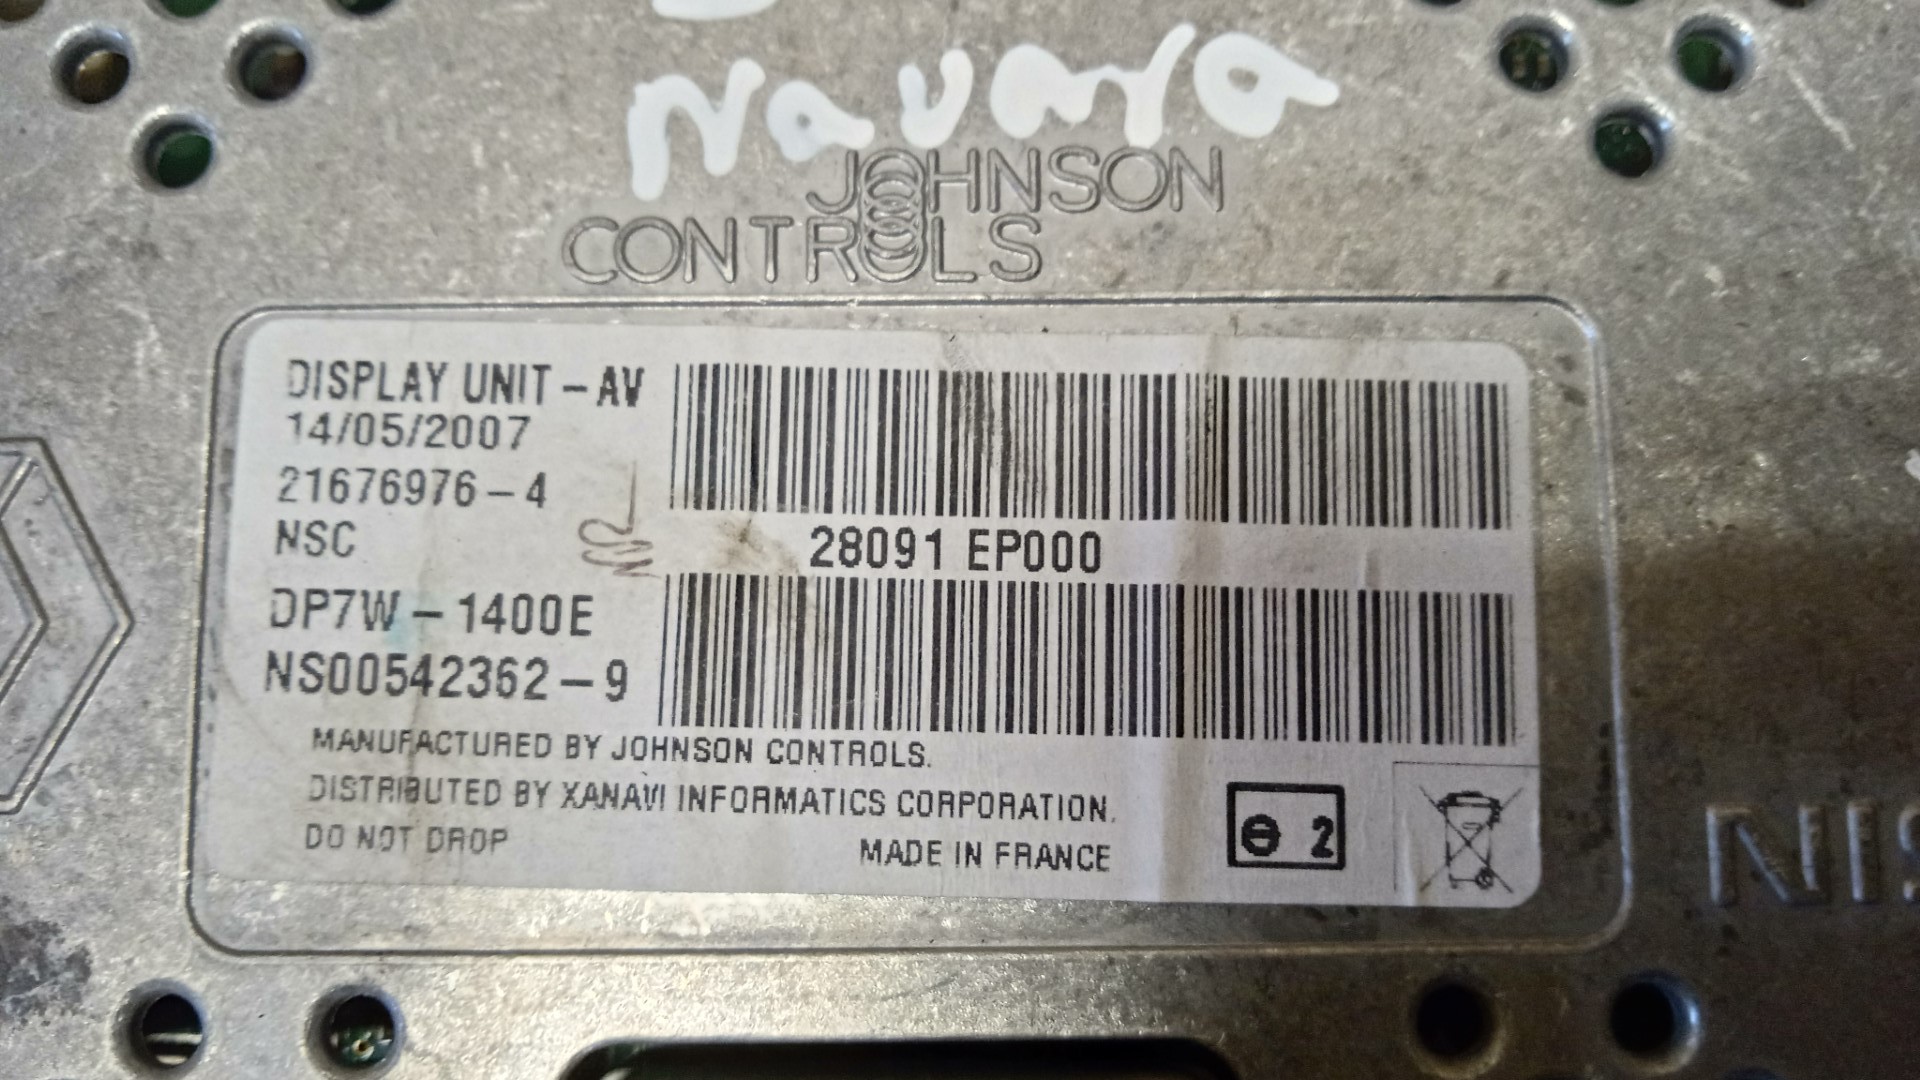 Navara
JOHNSON
CONTROLS
DISPLAY UNIT - AV
14/05/2007
21676976-4
NSC
28091 EP000
DP7W-1400E
NS00542362-9
MANUFACTURED BY JOHNSON CONTROLS.
DISTRIBUTED BY XANAVI INFORMATICS CORPORATION.
DO NOT DROP
MADE IN FRANCE
2
NIS